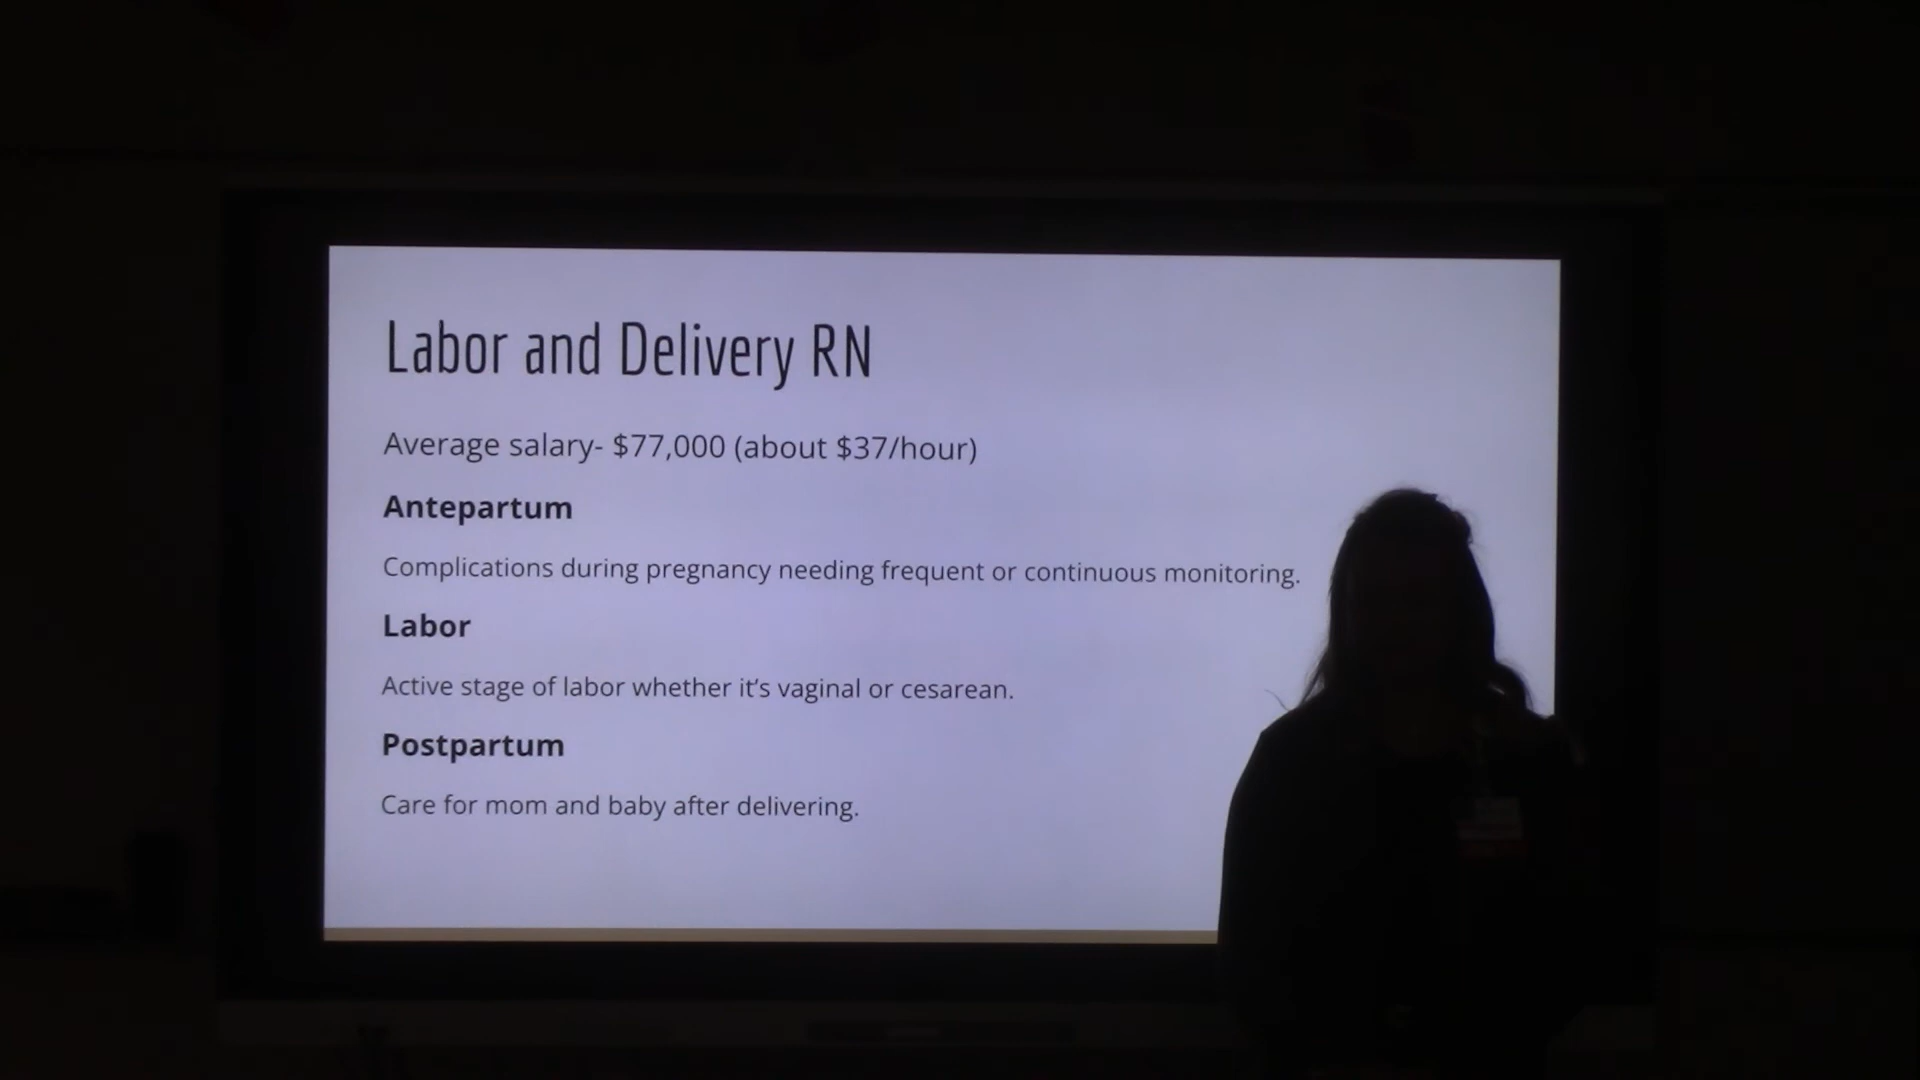 Labor and Delivery RN
Average salary- $77,000 (about $37/hour)
Antepartum
Complications during pregnancy needing frequent or continuous monitoring.
Labor
Active stage of labor whether it’s vaginal or cesarean.
Postpartum
Care for mom and baby after delivering.